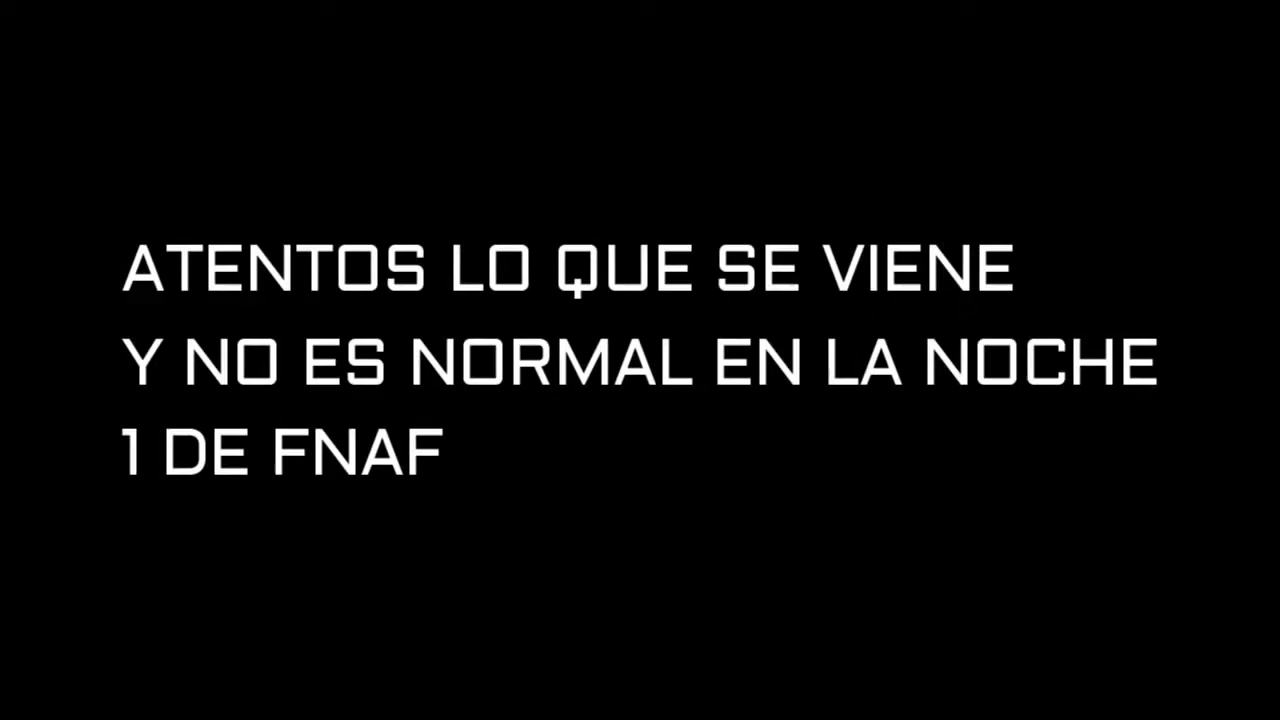 ATENTOS LO QUE SE VIENE
Y NO ES NORMAL EN LA NOCHE
1 DE FNAF